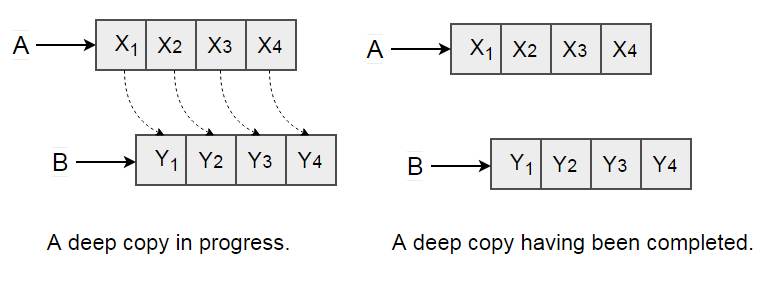 A X1 X2 X3 X4
B Y1 Y2 Y3 Y4
A deep copy in progress.
A X1 X2 X3 X4
B Y1 Y2 Y3 Y4
A deep copy having been completed.